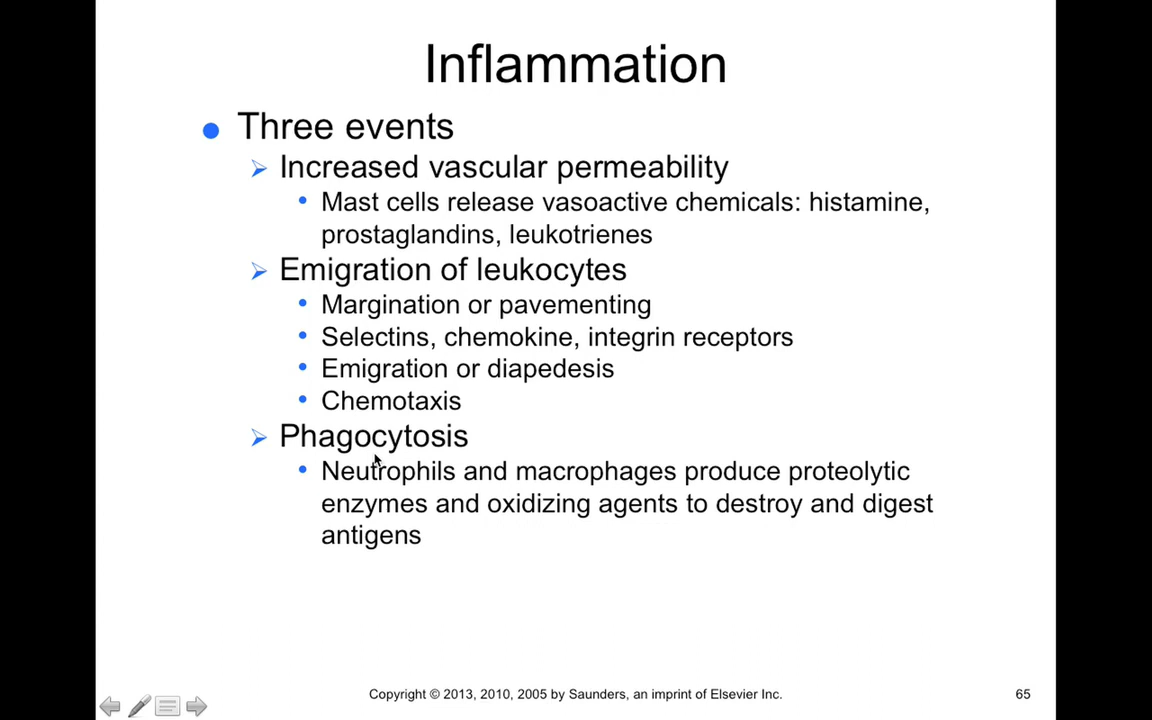 Inflammation
Three events
Increased vascular permeability
Mast cells release vasoactive chemicals: histamine,
prostaglandins, leukotrienes
Emigration of leukocytes
Margination or pavementing
Selectins, chemokine, integrin receptors
Emigration or diapedesis
Chemotaxis
Phagocytosis
Neutrophils and macrophages produce proteolytic
enzymes and oxidizing agents to destroy and digest
antigens
Copyright © 2013, 2010, 2005 by Saunders, an imprint of Elsevier Inc.
65